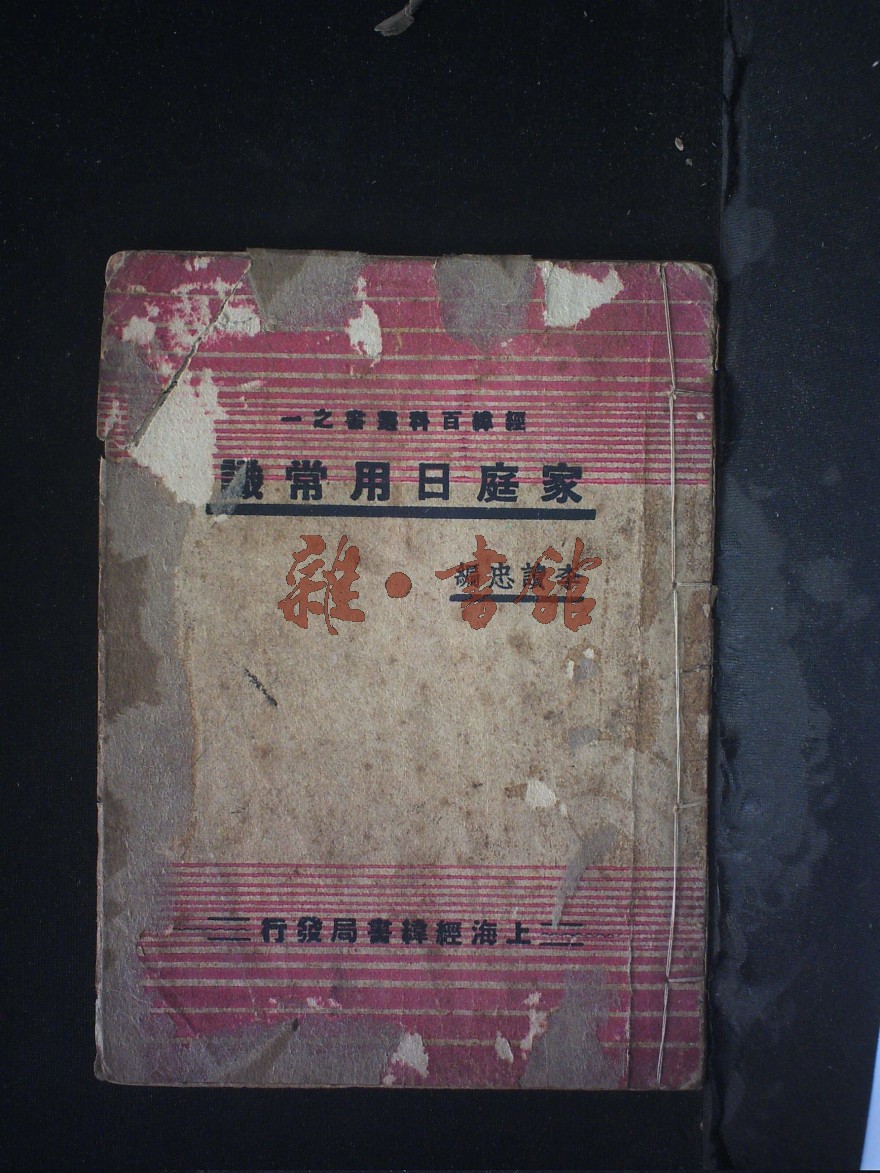 經緯百科叢書之一
家庭日用常識
李誼忠編
雜·書館
上海經緯書局發行